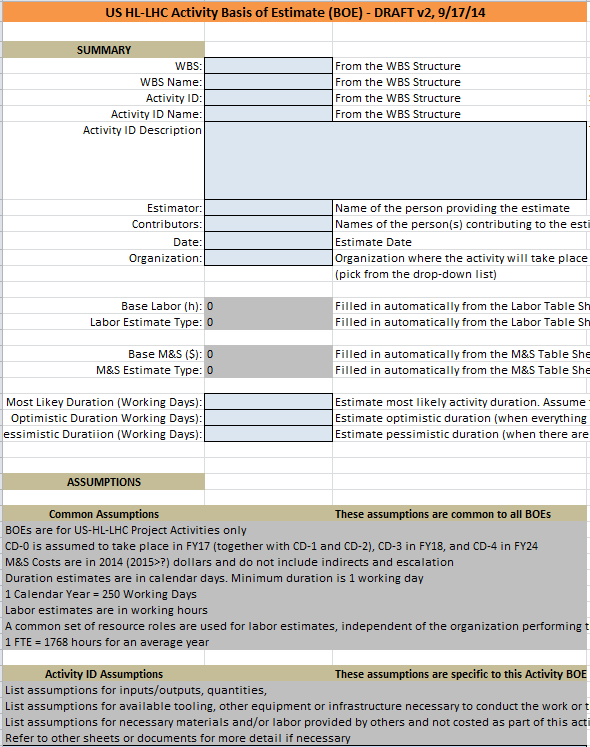 US HL-LHC Activity Basis of Estimate (BOE) - DRAFT v2, 9/17/14
SUMMARY
WBS: From the WBS Structure
WBS Name: From the WBS Structure
Activity ID: From the WBS Structure
Activity ID Name: From the WBS Structure
Activity ID Description
Estimator: Name of the person providing the estimate
Contributors: Names of the person(s) contributing to the esti
Date: Estimate Date
Organization: Organization where the activity will take place
(pick from the drop-down list)
Base Labor (h): 0 Filled in automatically from the Labor Table Sh
Labor Estimate Type: 0 Filled in automatically from the Labor Table Sh
Base M&S ($): 0 Filled in automatically from the M&S Table She
M&S Estimate Type: 0 Filled in automatically from the M&S Table She
Most Likey Duration (Working Days): Estimate most likely activity duration. Assume
Optimistic Duration Working Days): Estimate optimistic duration (when everything
essimistic Duratiion (Working Days): Estimate pessimistic duration (when there are
ASSUMPTIONS
Common Assumptions These assumptions are common to all BOEs
BOEs are for US-HL-LHC Project Activities only
CD-0 is assumed to take place in FY17 (together with CD-1 and CD-2), CD-3 in FY18, and CD-4 in FY24
M&S Costs are in 2014 (2015>?) dollars and do not include indirects and escalation
Duration estimates are in calendar days. Minimum duration is 1 working day
1 Calendar Year = 250 Working Days
Labor estimates are in working hours
A common set of resource roles are used for labor estimates, independent of the organization performing t
1 FTE = 1768 hours for an average year
Activity ID Assumptions These assumptions are specific to this Activity BOE
List assumptions for inputs/outputs, quantities,
List assumptions for available tooling, other equipment or infrastructure necessary to conduct the work or t
List assumptions for necessary materials and/or labor provided by others and not costed as part of this acti
Refer to other sheets or documents for more detail if necessary